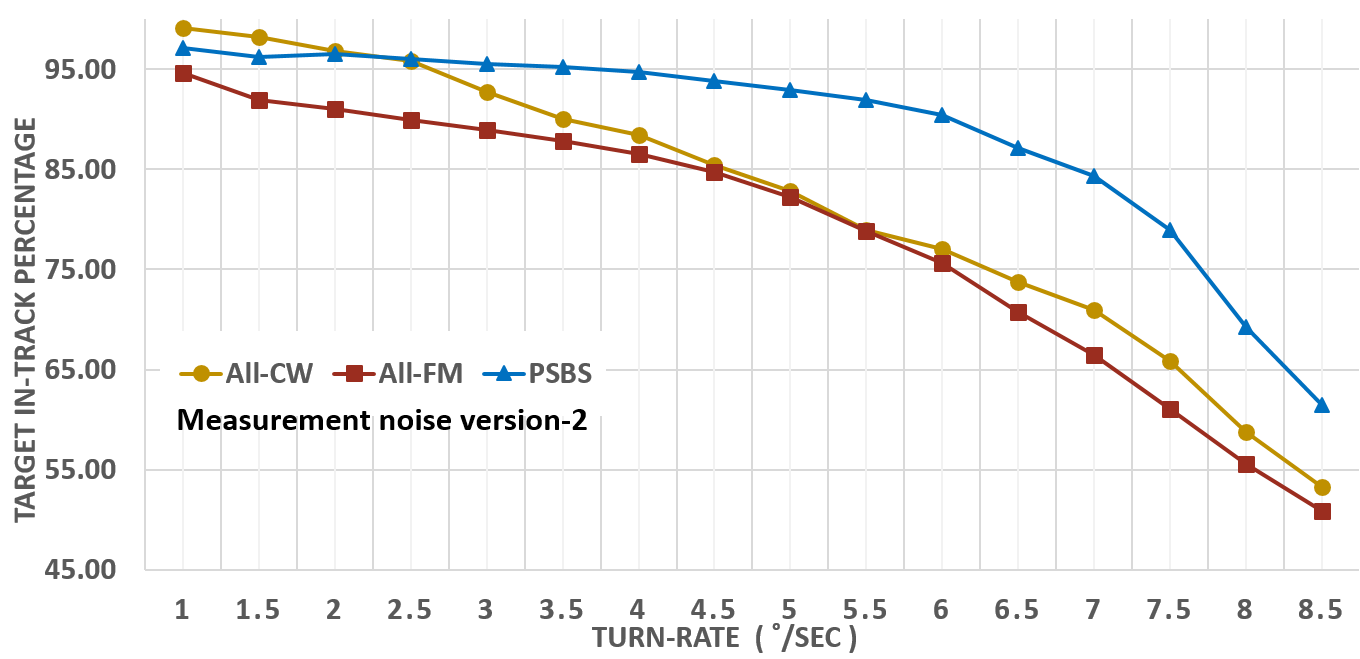 TARGET IN-TRACK PERCENTAGE
95.00
85.00
75.00
65.00
55.00
45.00
All-CW All-FM PSBS
Measurement noise version-2
1 1.5 2 2.5 3 3.5 4 4.5 5 5.5 6 6.5 7 7.5 8 8.5
TURN-RATE ( °/SEC )